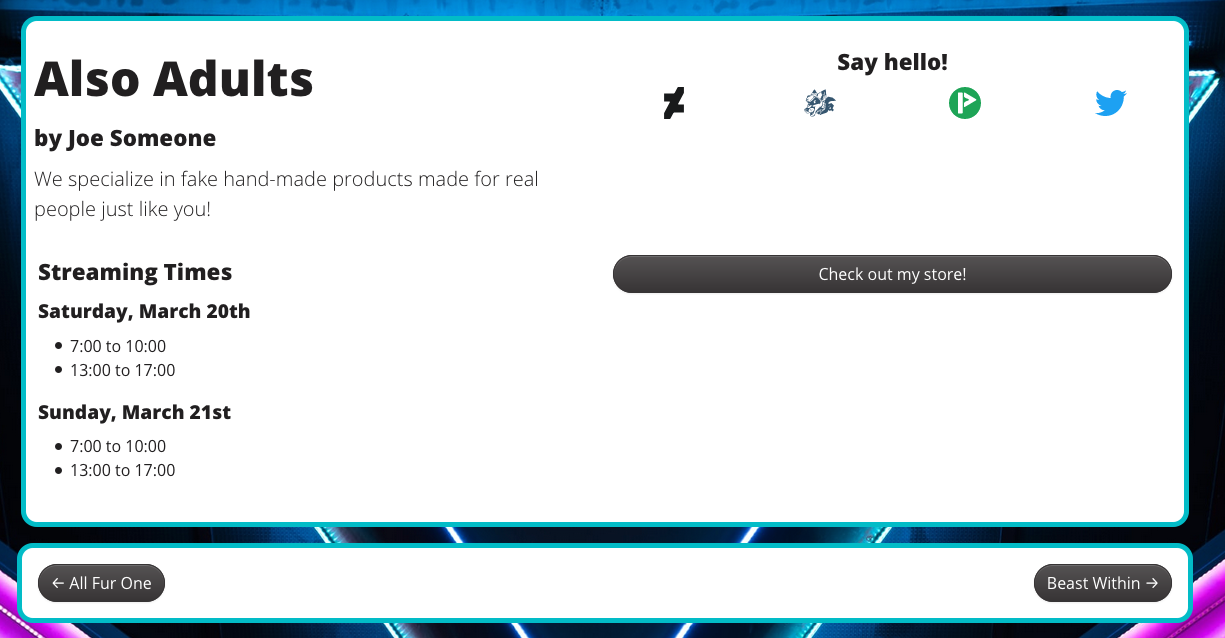 Also Adults
by Joe Someone
We specialize in fake hand-made products made for real
people just like you!
Say hello!
Check out my store!
Streaming Times
Saturday, March 20th
7:00 to 10:00
13:00 to 17:00
Sunday, March 21st
7:00 to 10:00
13:00 to 17:00
← All Fur One
Beast Within →